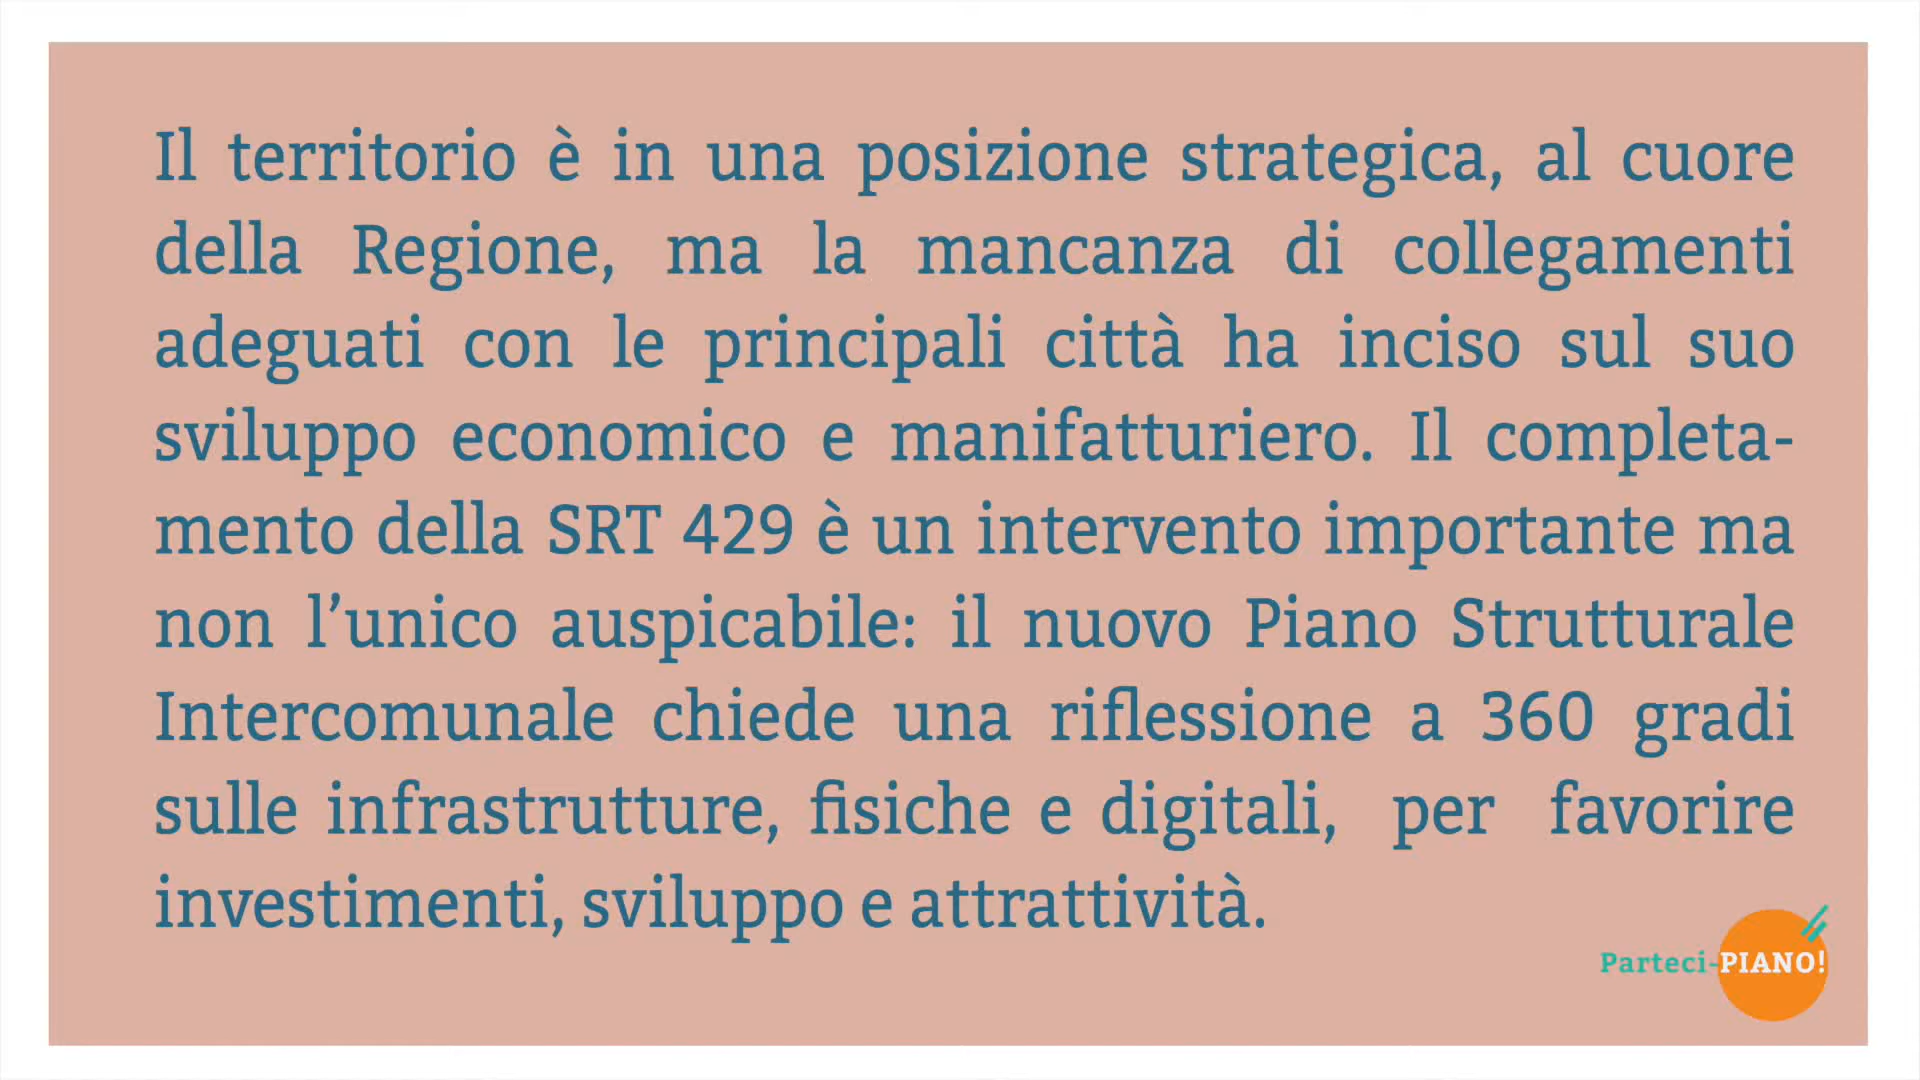 Il territorio è in una posizione strategica, al cuore
della Regione, ma la mancanza di collegamenti
adeguati con le principali città ha inciso sul suo
sviluppo economico e manifatturiero. Il completa-
mento della SRT 429 è un intervento importante ma
non l’unico auspicabile: il nuovo Piano Strutturale
Intercomunale chiede una riflessione a 360 gradi
sulle infrastrutture, fisiche e digitali, per favorire
investimenti, sviluppo e attrattività.
Parteci-PIANO!